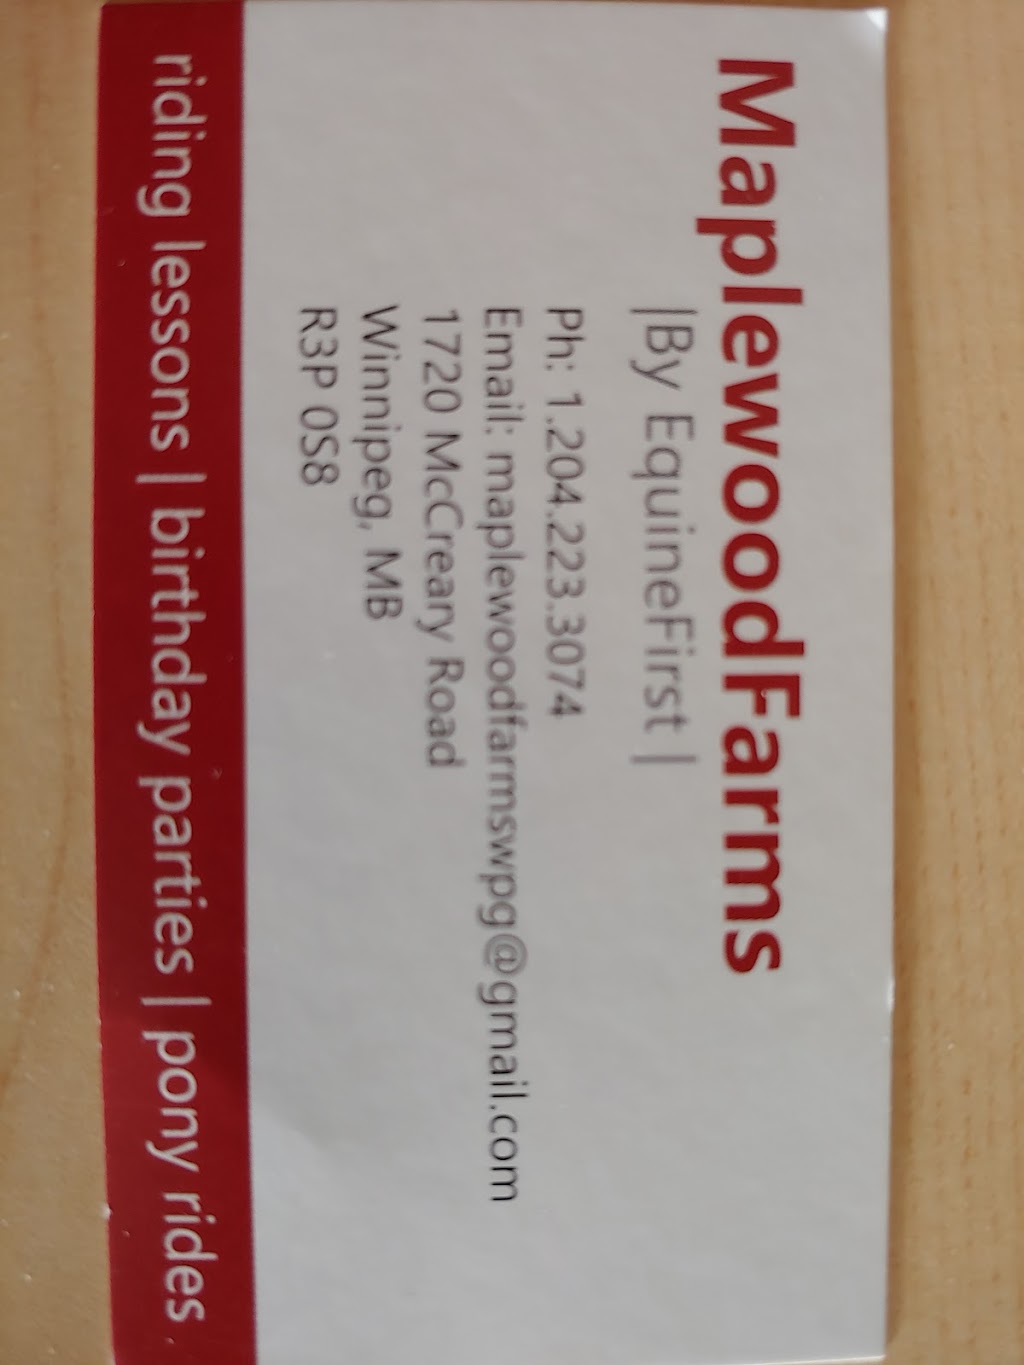 MaplewoodFarms
|By EquineFirst|
Ph: 1.204.223.3074
Email: maplewoodfarmswpg@gmail.com
1720 McCreary Road
Winnipeg, MB
R3P 0S8
riding lessons | birthday parties | pony rides